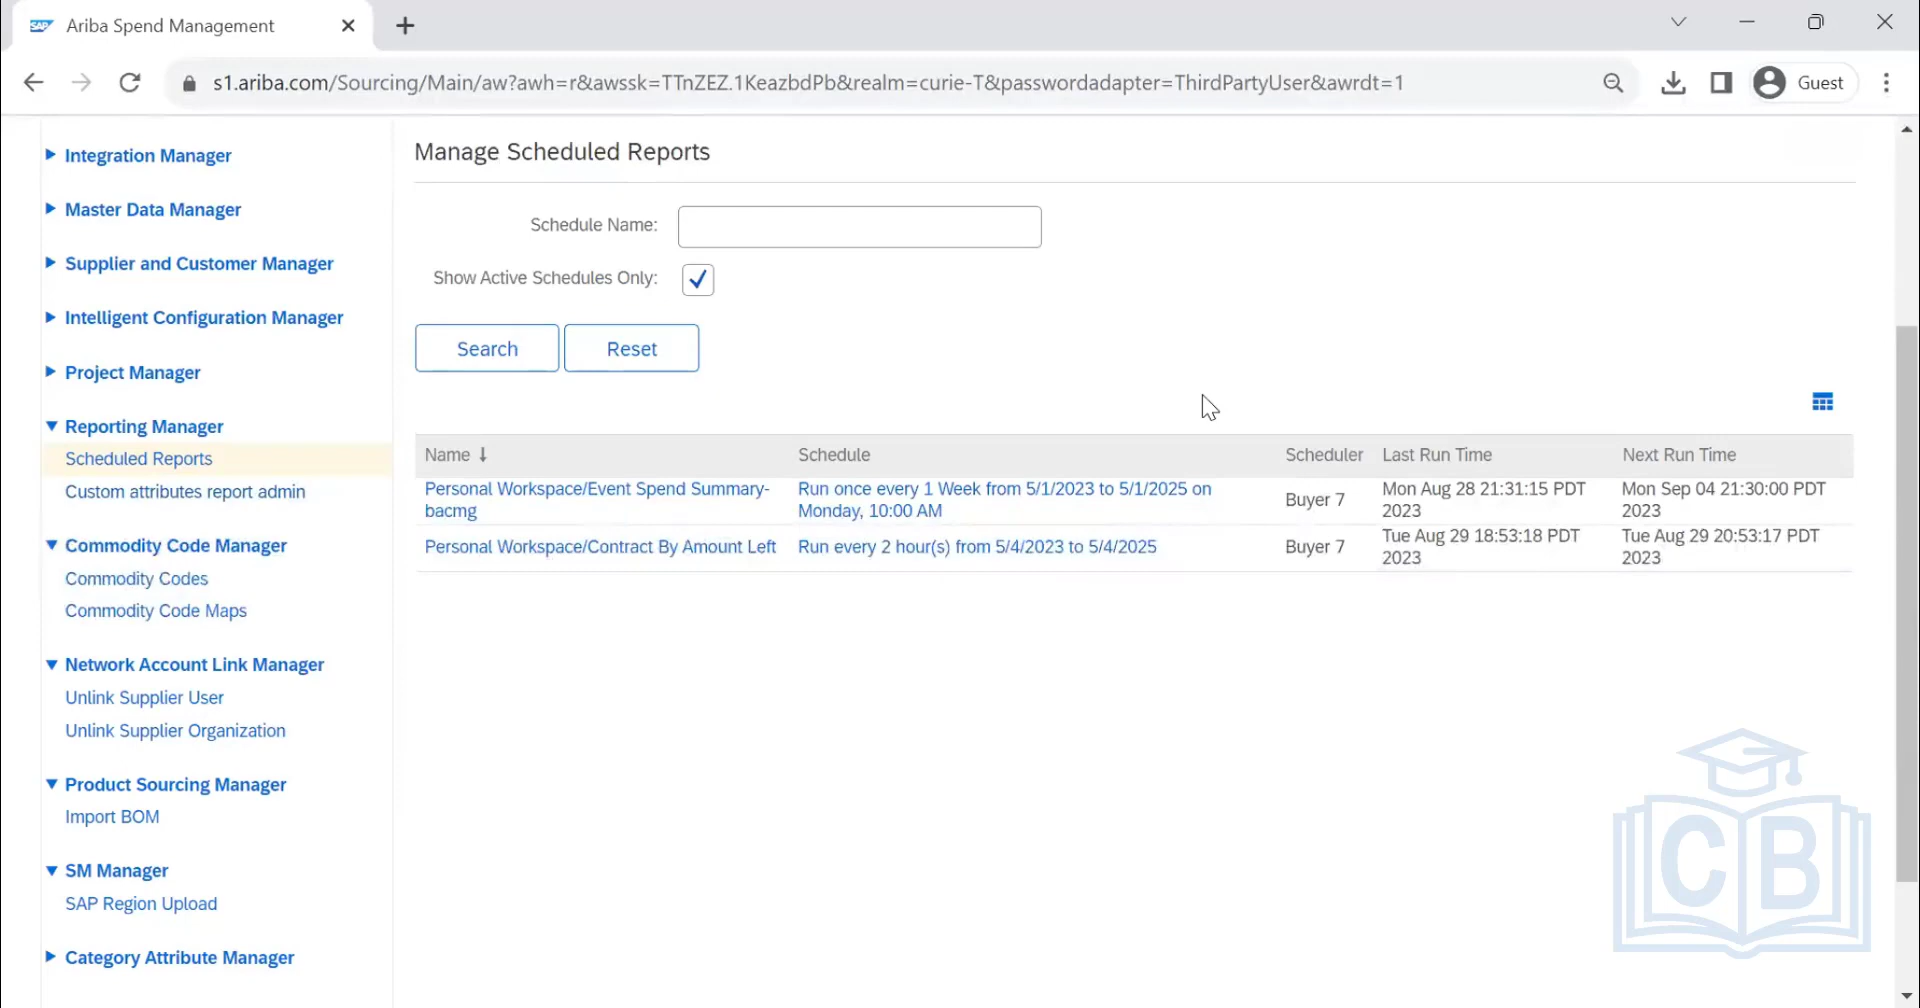 SAP Ariba Spend Management
s1.ariba.com/Sourcing/Main/aw?awh=r&awssk=TTnZEZ.1KeazbdPb&realm=curie-T&passwordadapter=ThirdPartyUser&awrdt=1
Guest
Integration Manager
Master Data Manager
Supplier and Customer Manager
Intelligent Configuration Manager
Project Manager
Reporting Manager
Scheduled Reports
Custom attributes report admin
Commodity Code Manager
Commodity Codes
Commodity Code Maps
Network Account Link Manager
Unlink Supplier User
Unlink Supplier Organization
Product Sourcing Manager
Import BOM
SM Manager
SAP Region Upload
Category Attribute Manager
Manage Scheduled Reports
Schedule Name:
Show Active Schedules Only:
Search Reset
Name Schedule Scheduler Last Run Time Next Run Time
Personal Workspace/Event Spend Summary-
bacmg
Run once every 1 Week from 5/1/2023 to 5/1/2025 on
Monday, 10:00 AM
Buyer 7
Mon Aug 28 21:31:15 PDT
2023
Mon Sep 04 21:30:00 PDT
2023
Personal Workspace/Contract By Amount Left
Run every 2 hour(s) from 5/4/2023 to 5/4/2025
Buyer 7
Tue Aug 29 18:53:18 PDT
2023
Tue Aug 29 20:53:17 PDT
2023
CB